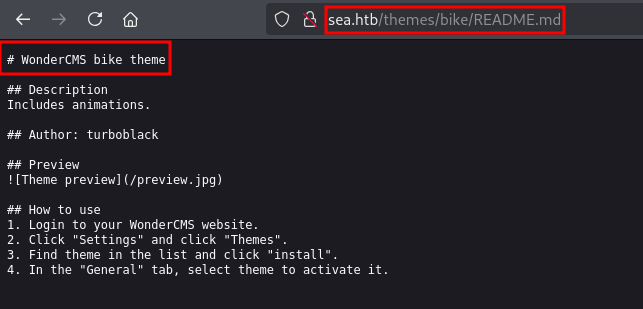 sea.htb/themes/bike/README.md
# WonderCMS bike theme
## Description
Includes animations.
## Author: turboblack
## Preview
![Theme preview](/preview.jpg)
## How to use
1. Login to your WonderCMS website.
2. Click "Settings" and click "Themes".
3. Find theme in the list and click "install".
4. In the "General" tab, select theme to activate it.